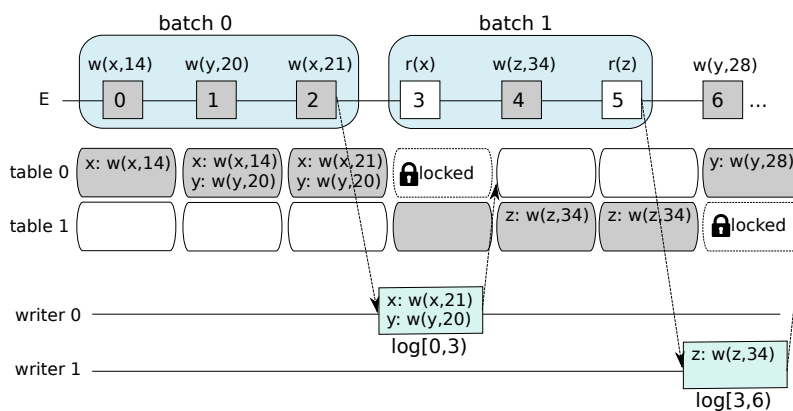 batch 0
batch 1
w(x,14)
w(y,20)
w(x,21)
r(x)
w(z,34)
r(z)
w(y,28)
E
0
1
2
3
4
5
6
...
table 0
x: w(x,14)
x: w(x,14)
y: w(y,20)
x: w(x,21)
y: w(y,20)
locked
y: w(y,28)
table 1
z: w(z,34)
z: w(z,34)
locked
writer 0
x: w(x,21)
y: w(y,20)
log[0,3)
writer 1
z: w(z,34)
log[3,6)